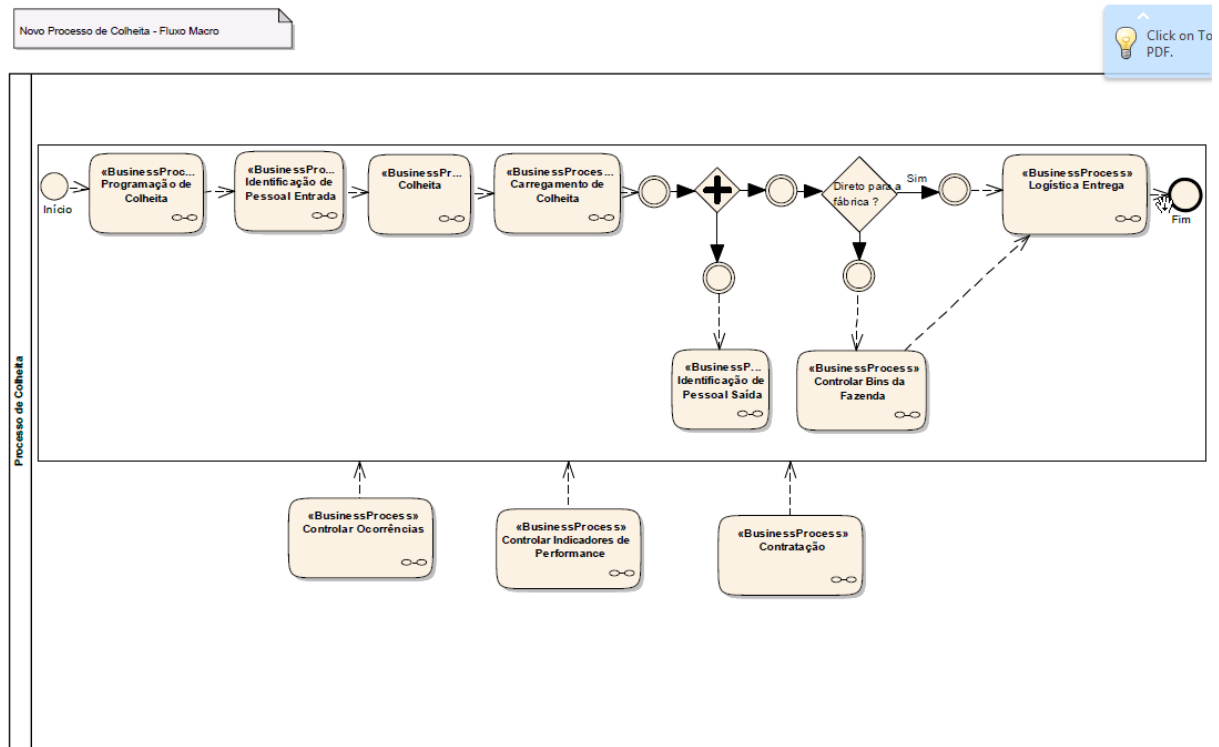 Novo Processo de Colheita - Fluxo Macro
Click on To
PDF.
Processo de Colheita
Início
«BusinessProc...
Programação de
Colheita
«BusinessPro...
Identificação de
Pessoal Entrada
«BusinessPr...
Colheita
«BusinessProces...
Carregamento de
Colheita
Direto para a
fábrica ?
Sim
«BusinessProcess»
Logística Entrega
Fim
«BusinessP...
Identificação de
Pessoal Saída
«BusinessProcess»
Controlar Bins da
Fazenda
«BusinessProcess»
Controlar Ocorrências
«BusinessProcess»
Controlar Indicadores de
Performance
«BusinessProcess»
Contratação